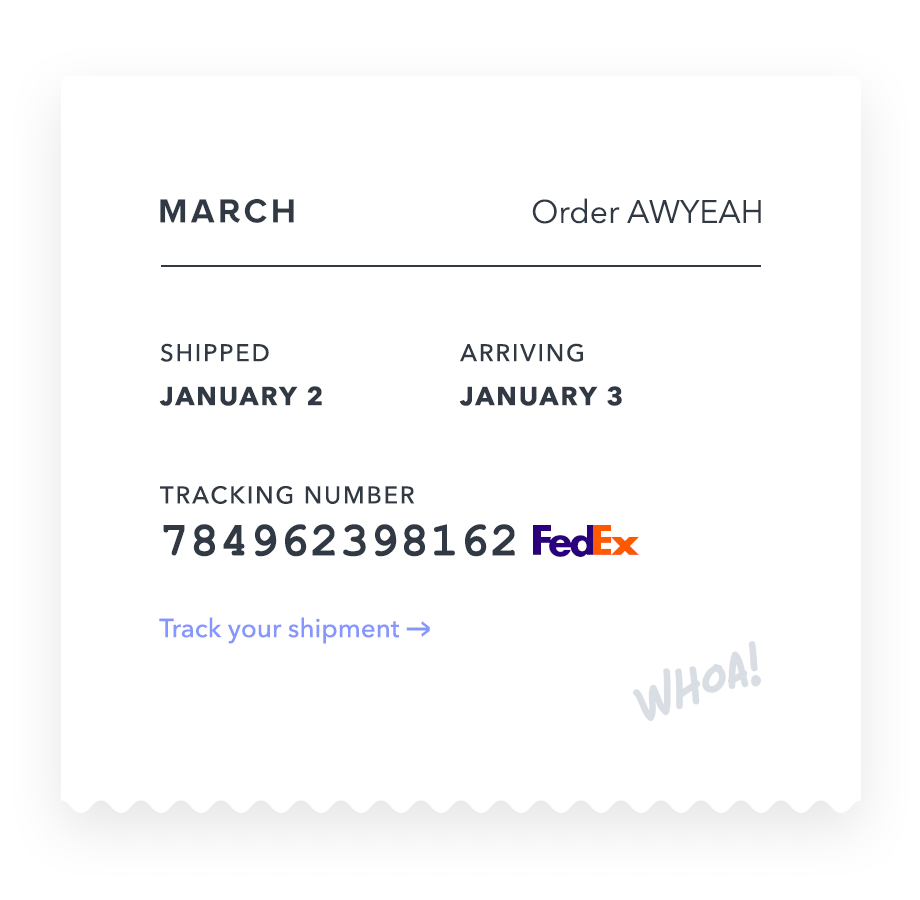 MARCH Order AWYEAH
SHIPPED ARRIVING
JANUARY 2 JANUARY 3
TRACKING NUMBER
784962398162 FedEx
Track your shipment →
WHOA!